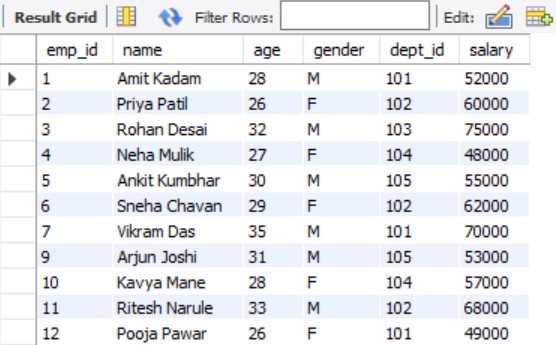 Result Grid Filter Rows: Edit:
emp_id name age gender dept_id salary
1 Amit Kadam 28 M 101 52000
2 Priya Patil 26 F 102 60000
3 Rohan Desai 32 M 103 75000
4 Neha Mulik 27 F 104 48000
5 Ankit Kumbhar 30 M 105 55000
6 Sneha Chavan 29 F 102 62000
7 Vikram Das 35 M 101 70000
9 Arjun Joshi 31 M 105 53000
10 Kavya Mane 28 F 104 57000
11 Ritesh Narule 33 M 102 68000
12 Pooja Pawar 26 F 101 49000